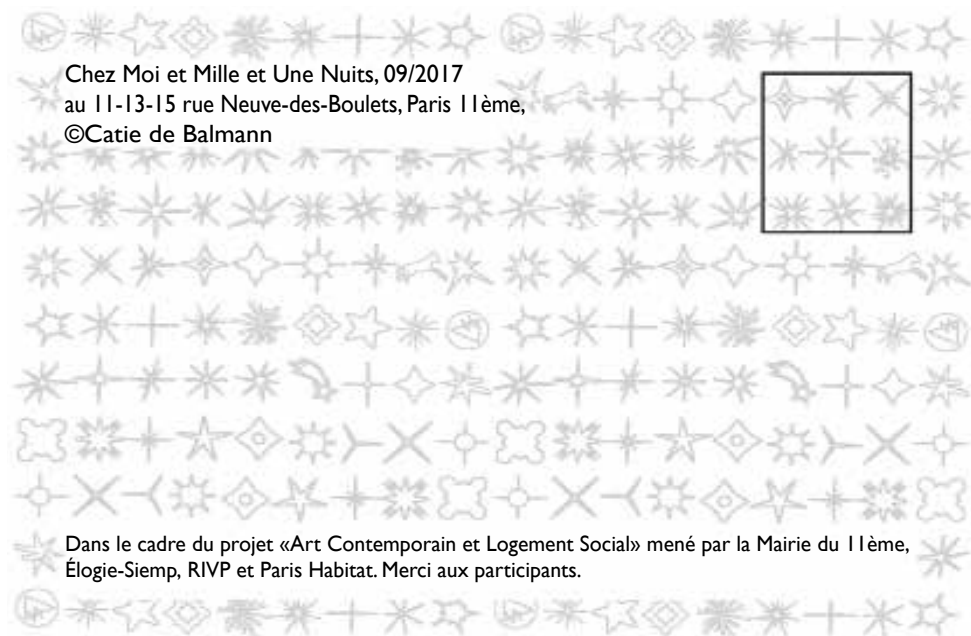 Chez Moi et Mille et Une Nuits, 09/2017
au 11-13-15 rue Neuve-des-Boulets, Paris 11ème,
©Catie de Balmann
Dans le cadre du projet «Art Contemporain et Logement Social» mené par la Mairie du 11ème,
Élogie-Siemp, RIVP et Paris Habitat. Merci aux participants.